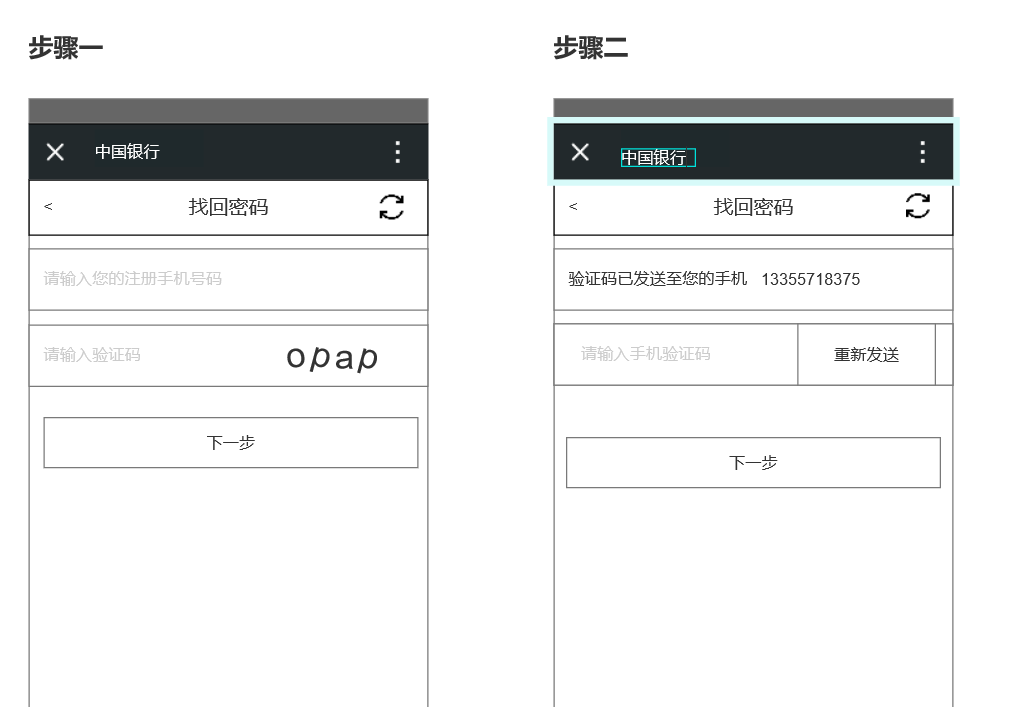 步骤一
中国银行
<
找回密码
请输入您的注册手机号码
请输入验证码
opap
下一步
步骤二
中国银行
<
找回密码
验证码已发送至您的手机 13355718375
请输入手机验证码
重新发送
下一步